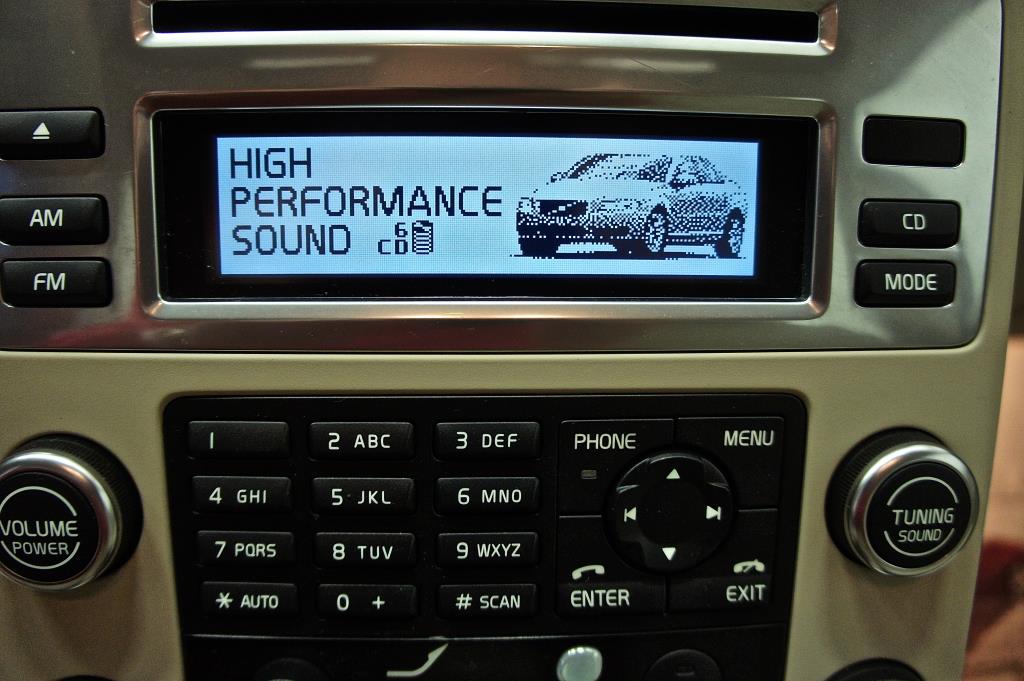 HIGH
PERFORMANCE
SOUND 6 CD
AM
FM
CD
MODE
VOLUME
POWER
1
2 ABC
3 DEF
4 GHI
5 JKL
6 MNO
7 PQRS
8 TUV
9 WXYZ
* AUTO
0 +
# SCAN
PHONE
MENU
ENTER
EXIT
TUNING
SOUND